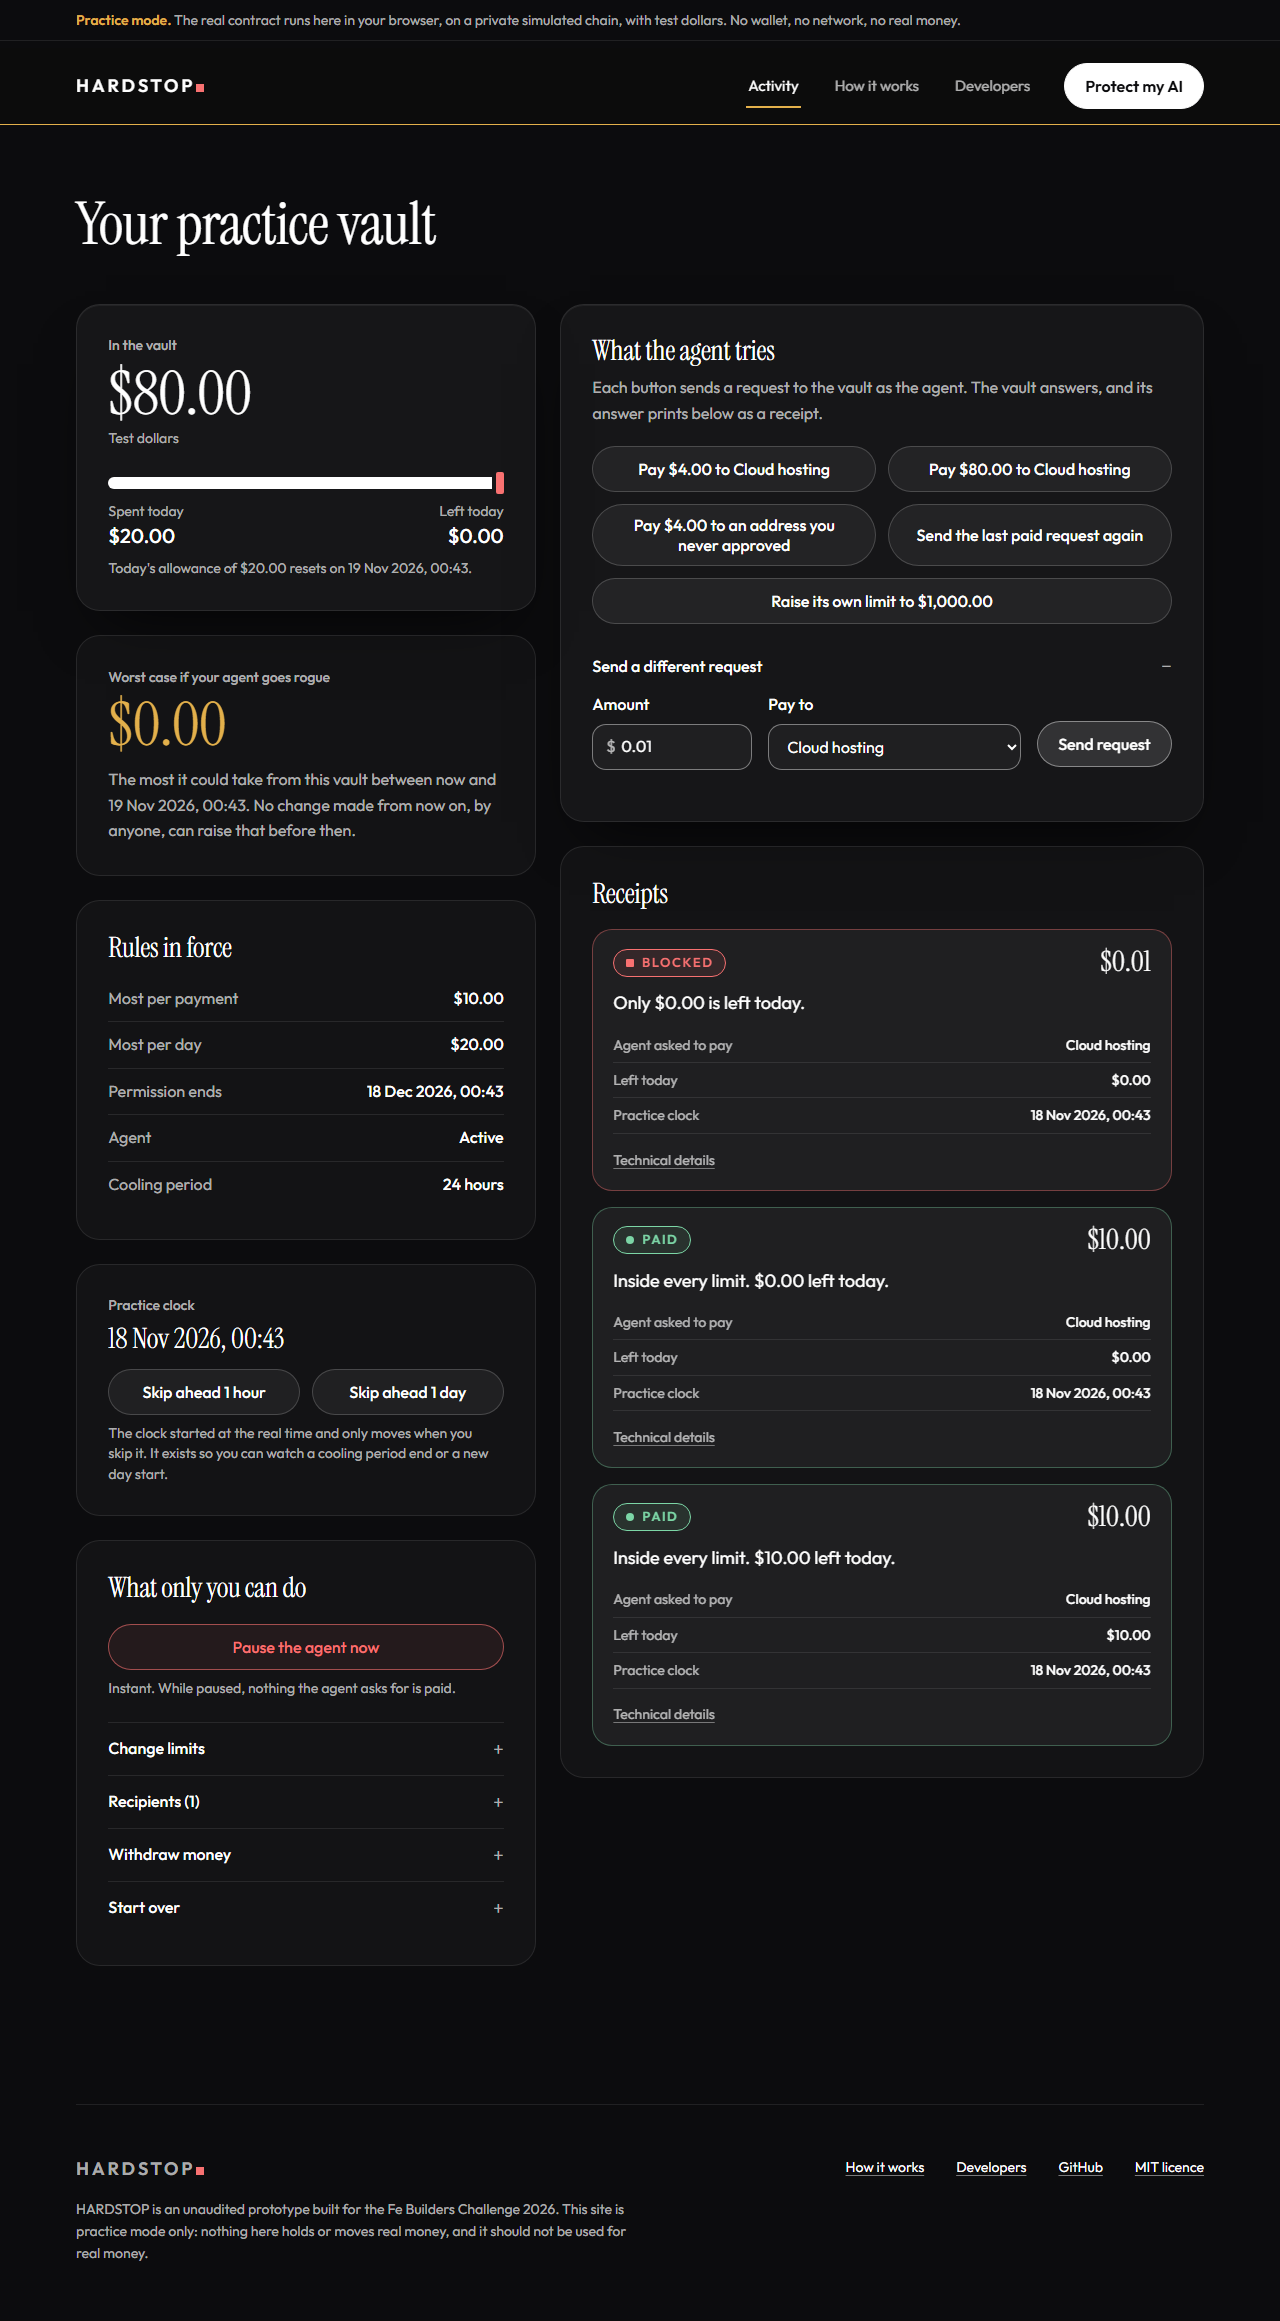 Practice mode. The real contract runs here in your browser, on a private simulated chain, with test dollars. No wallet, no network, no real money.
HARDSTOP
Activity
How it works
Developers
Protect my AI
Your practice vault
In the vault
$80.00
Test dollars
Spent today
Left today
$20.00
$0.00
Today's allowance of $20.00 resets on 19 Nov 2026, 00:43.
Worst case if your agent goes rogue
$0.00
The most it could take from this vault between now and
19 Nov 2026, 00:43. No change made from now on, by
anyone, can raise that before then.
Rules in force
Most per payment
$10.00
Most per day
$20.00
Permission ends
18 Dec 2026, 00:43
Agent
Active
Cooling period
24 hours
Practice clock
18 Nov 2026, 00:43
Skip ahead 1 hour
Skip ahead 1 day
The clock started at the real time and only moves when you
skip it. It exists so you can watch a cooling period end or a new
day start.
What only you can do
Pause the agent now
Instant. While paused, nothing the agent asks for is paid.
Change limits
+
Recipients (1)
+
Withdraw money
+
Start over
+
What the agent tries
Each button sends a request to the vault as the agent. The vault answers, and its
answer prints below as a receipt.
Pay $4.00 to Cloud hosting
Pay $80.00 to Cloud hosting
Pay $4.00 to an address you
never approved
Send the last paid request again
Raise its own limit to $1,000.00
Send a different request
−
Amount
Pay to
$ 0.01
Cloud hosting
Send request
Receipts
BLOCKED
$0.01
Only $0.00 is left today.
Agent asked to pay
Cloud hosting
Left today
$0.00
Practice clock
18 Nov 2026, 00:43
Technical details
PAID
$10.00
Inside every limit. $0.00 left today.
Agent asked to pay
Cloud hosting
Left today
$0.00
Practice clock
18 Nov 2026, 00:43
Technical details
PAID
$10.00
Inside every limit. $10.00 left today.
Agent asked to pay
Cloud hosting
Left today
$10.00
Practice clock
18 Nov 2026, 00:43
Technical details
HARDSTOP
How it works
Developers
GitHub
MIT licence
HARDSTOP is an unaudited prototype built for the Fe Builders Challenge 2026. This site is
practice mode only: nothing here holds or moves real money, and it should not be used for
real money.